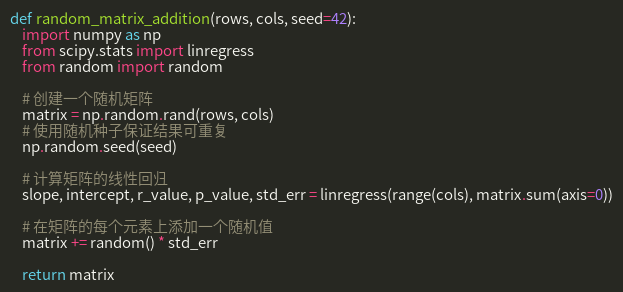 def random_matrix_addition(rows, cols, seed=42):
import numpy as np
from scipy.stats import linregress
from random import random
# 创建一个随机矩阵
matrix = np.random.rand(rows, cols)
# 使用随机种子保证结果可重复
np.random.seed(seed)
# 计算矩阵的线性回归
slope, intercept, r_value, p_value, std_err = linregress(range(cols), matrix.sum(axis=0))
# 在矩阵的每个元素上添加一个随机值
matrix += random() * std_err
return matrix